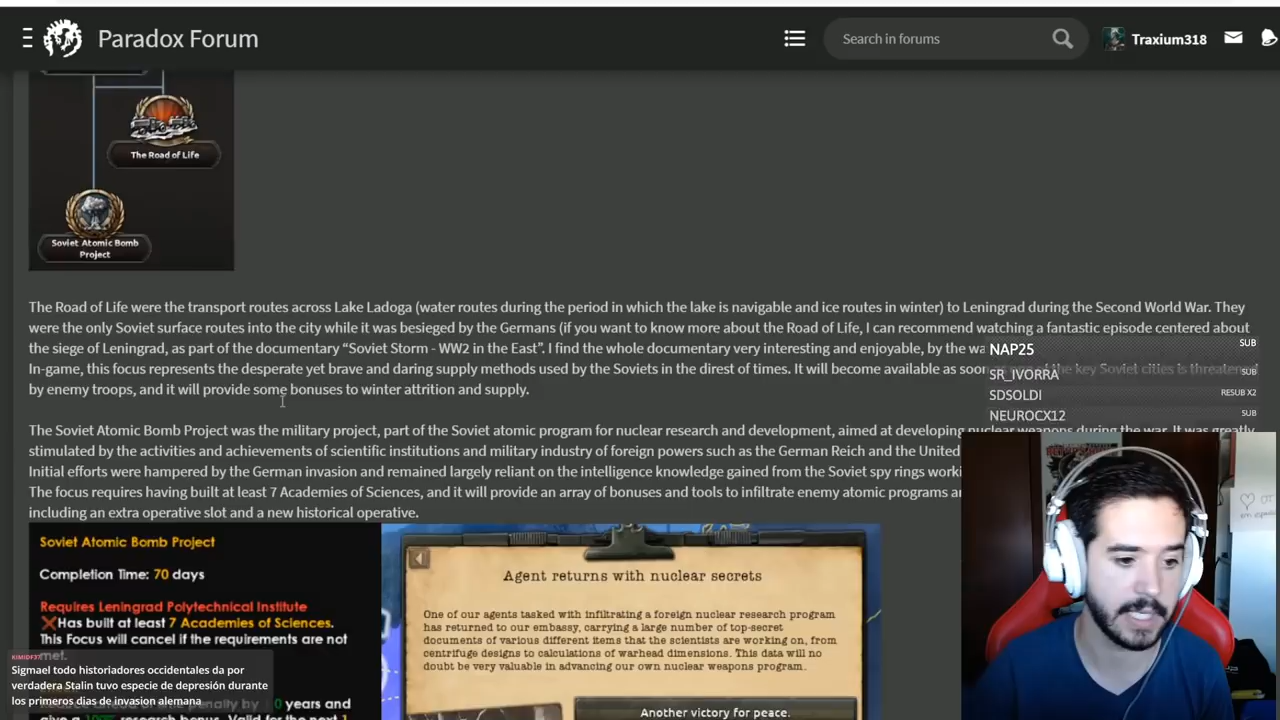 Paradox Forum
Search in forums
Traxium318
The Road of Life
Soviet Atomic Bomb
Project
The Road of Life were the transport routes across Lake Ladoga (water routes during the period in which the lake is navigable and ice routes in winter) to Leningrad during the Second World War. They
were the only Soviet surface routes into the city while it was besieged by the Germans (if you want to know more about the Road of Life, I can recommend watching a fantastic episode centered about
the siege of Leningrad, as part of the documentary “Soviet Storm - WW2 in the East”. I find the whole documentary very interesting and enjoyable, by the wa
In-game, this focus represents the desperate yet brave and daring supply methods used by the Soviets in the direst of times. It will become available as soon the key Soviet cities is threatened
by enemy troops, and it will provide some bonuses to winter attrition and supply.
NAP25 SUB
SR_IVORRA SUB
SDSOLDI RESUB X2
NEUROCX12 SUB
The Soviet Atomic Bomb Project was the military project, part of the Soviet atomic program for nuclear research and development, aimed at developing nuclear weapons during the war. It was greatly
stimulated by the activities and achievements of scientific institutions and military industry of foreign powers such as the German Reich and the United
Initial efforts were hampered by the German invasion and remained largely reliant on the intelligence knowledge gained from the Soviet spy rings worki
The focus requires having built at least 7 Academies of Sciences, and it will provide an array of bonuses and tools to infiltrate enemy atomic programs an
including an extra operative slot and a new historical operative.
Soviet Atomic Bomb Project
Completion Time: 70 days
Requires Leningrad Polytechnical Institute
Has built at least 7 Academies of Sciences.
This Focus will cancel if the requirements are not
met.
0 years and
research bonus. Valid for the next 1
Agent returns with nuclear secrets
One of our agents tasked with infiltrating a foreign nuclear research program
has returned to our embassy, carrying a large number of top-secret
documents of various different items that the scientists are working on, from
centrifuge designs to calculations of warhead dimensions. This data will no
doubt be very valuable in advancing our own nuclear weapons program.
Another victory for peace.
Sigmael todo historiadores occidentales da por
verdadera Stalin tuvo especie de depresión durante
los primeros dias de invasion alemana